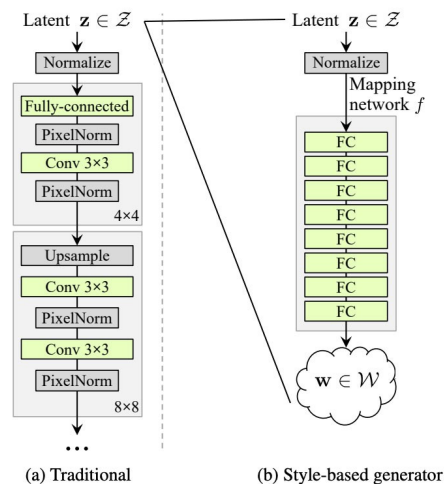 Latent z ∈ 𝒵
Normalize
Fully-connected
PixelNorm
Conv 3×3
PixelNorm
4×4
Upsample
Conv 3×3
PixelNorm
Conv 3×3
PixelNorm
8×8
...
(a) Traditional
Latent z ∈ 𝒵
Normalize
Mapping
network f
FC
FC
FC
FC
FC
FC
FC
FC
w ∈ 𝒲
(b) Style-based generator